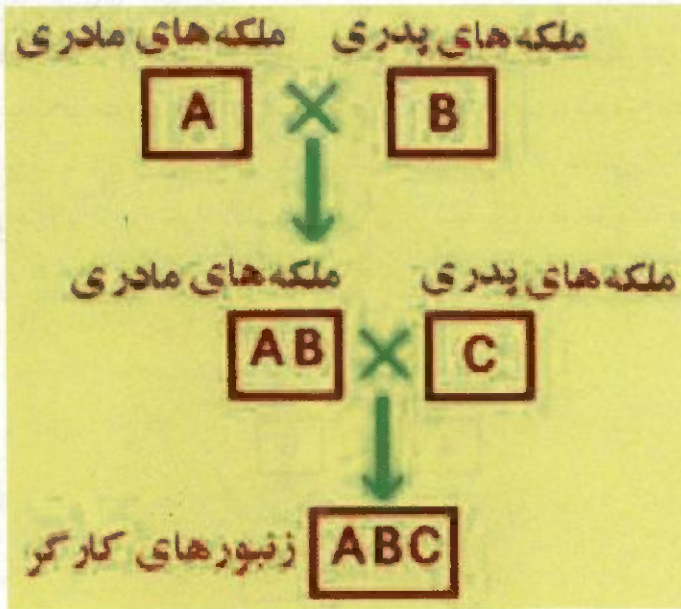 ملکه های پدری ملکه های مادری
A × B
ملکه های پدری ملکه های مادری
AB × C
زنبورهای کارگر ABC